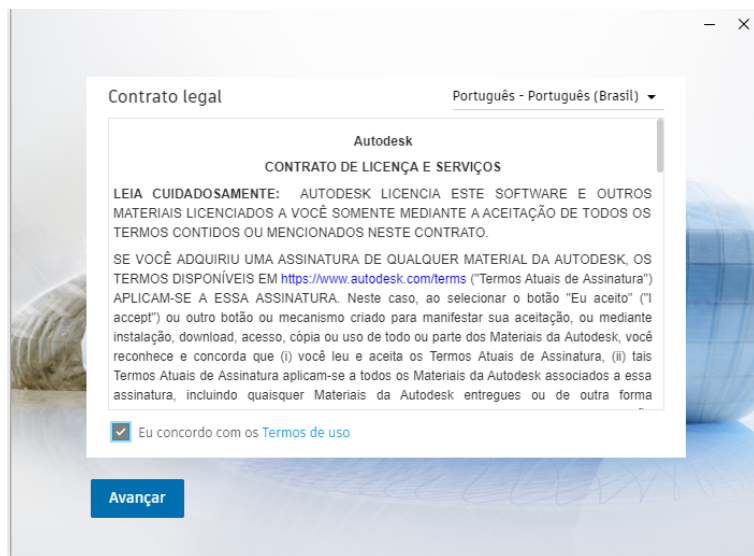 Contrato legal
Português - Português (Brasil)
Autodesk
CONTRATO DE LICENÇA E SERVIÇOS
LEIA CUIDADOSAMENTE: AUTODESK LICENCIA ESTE SOFTWARE E OUTROS
MATERIAIS LICENCIADOS A VOCÊ SOMENTE MEDIANTE A ACEITAÇÃO DE TODOS OS
TERMOS CONTIDOS OU MENCIONADOS NESTE CONTRATO.
SE VOCÊ ADQUIRIU UMA ASSINATURA DE QUALQUER MATERIAL DA AUTODESK, OS
TERMOS DISPONÍVEIS EM https://www.autodesk.com/terms ("Termos Atuais de Assinatura")
APLICAM-SE A ESSA ASSINATURA. Neste caso, ao selecionar o botão "Eu aceito" ("I
accept") ou outro botão ou mecanismo criado para manifestar sua aceitação, ou mediante
instalação, download, acesso, cópia ou uso de todo ou parte dos Materiais da Autodesk, você
reconhece e concorda que (i) você leu e aceita os Termos Atuais de Assinatura, (ii) tais
Termos Atuais de Assinatura aplicam-se a todos os Materiais da Autodesk associados a essa
assinatura, incluindo quaisquer Materiais da Autodesk entregues ou de outra forma
Eu concordo com os Termos de uso
Avançar